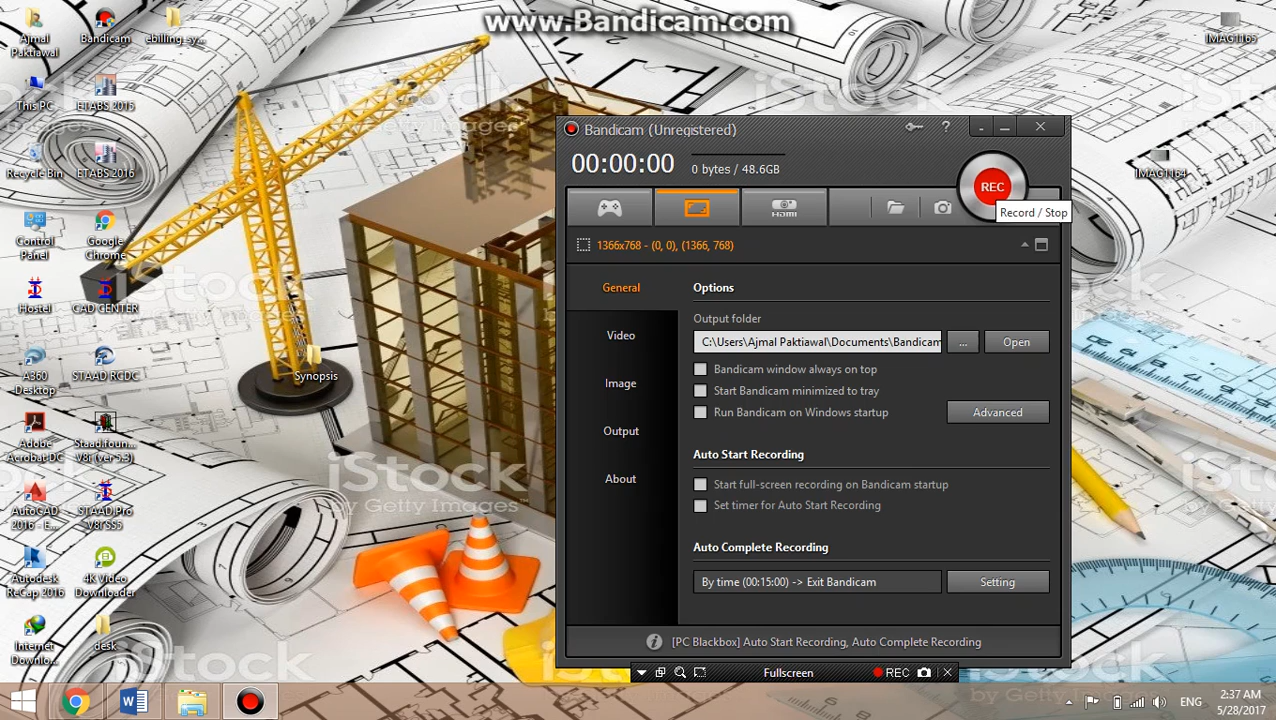 www.Bandicam.com
Ajmal
Paktiawal
Bandicam
ebilling_sy...
IMAG1165
This PC
ETABS 2015
Recycle Bin
ETABS 2016
IMAG1164
Control
Panel
Google
Chrome
Hostel
CAD CENTER
A360
Desktop
STAAD RCDC
Synopsis
Adobe
Acrobat DC
Staad.foun...
V8i (ver 5.3)
AutoCAD
2016 - E...
STAAD.Pro
V8i SS5
Autodesk
ReCap 2016
4K Video
Downloader
Internet
Downlo...
desk
iStock
by Getty Images™
Bandicam (Unregistered)
?
00:00:00
0 bytes / 48.6GB
REC
Record / Stop
HDMI
1366x768 - (0, 0), (1366, 768)
General
Video
Image
Output
About
Options
Output folder
C:\Users\Ajmal Paktiawal\Documents\Bandicam
...
Open
Bandicam window always on top
Start Bandicam minimized to tray
Run Bandicam on Windows startup
Advanced
Auto Start Recording
Start full-screen recording on Bandicam startup
Set timer for Auto Start Recording
Auto Complete Recording
By time (00:15:00) -> Exit Bandicam
Setting
[PC Blackbox] Auto Start Recording, Auto Complete Recording
Fullscreen
REC
ENG
2:37 AM
5/28/2017